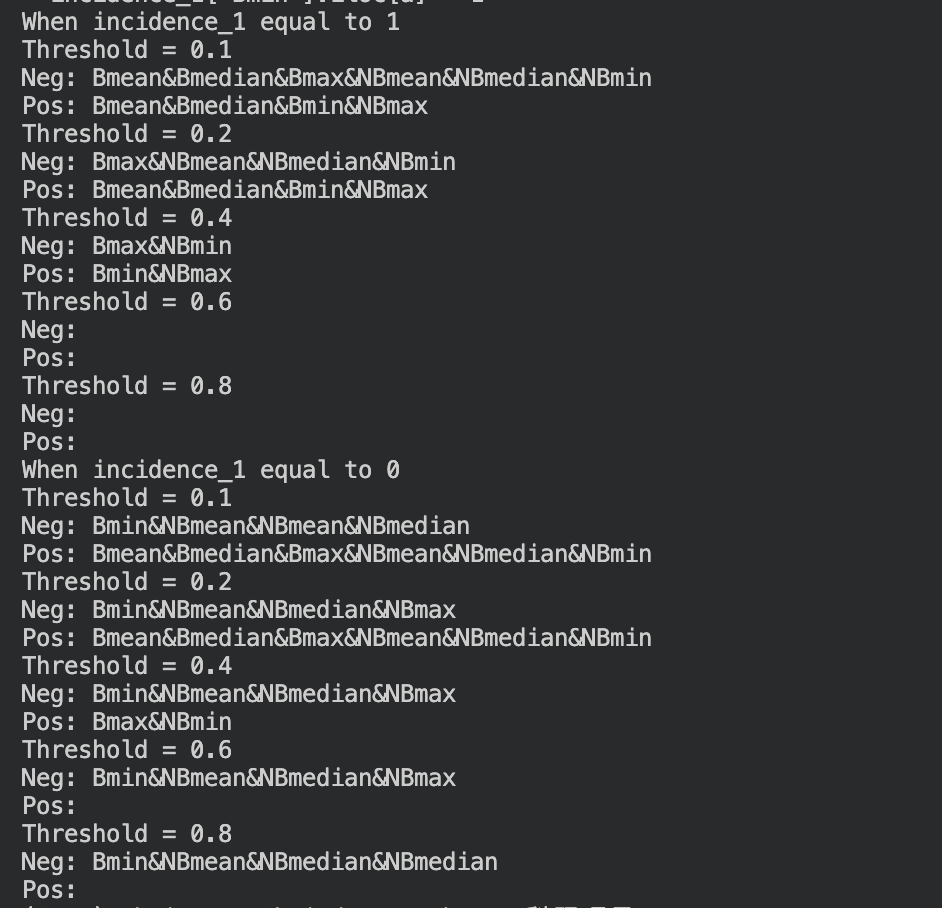 When incidence_1 equal to 1
Threshold = 0.1
Neg: Bmean&Bmedian&Bmax&NBmean&NBmedian&NBmin
Pos: Bmean&Bmedian&Bmin&NBmax
Threshold = 0.2
Neg: Bmax&NBmean&NBmedian&NBmin
Pos: Bmean&Bmedian&Bmin&NBmax
Threshold = 0.4
Neg: Bmax&NBmin
Pos: Bmin&NBmax
Threshold = 0.6
Neg:
Pos:
Threshold = 0.8
Neg:
Pos:
When incidence_1 equal to 0
Threshold = 0.1
Neg: Bmin&NBmean&NBmean&NBmedian
Pos: Bmean&Bmedian&Bmax&NBmean&NBmedian&NBmin
Threshold = 0.2
Neg: Bmin&NBmean&NBmedian&NBmax
Pos: Bmean&Bmedian&Bmax&NBmean&NBmedian&NBmin
Threshold = 0.4
Neg: Bmin&NBmean&NBmedian&NBmax
Pos: Bmax&NBmin
Threshold = 0.6
Neg: Bmin&NBmean&NBmedian&NBmax
Pos:
Threshold = 0.8
Neg: Bmin&NBmean&NBmedian&NBmedian
Pos: